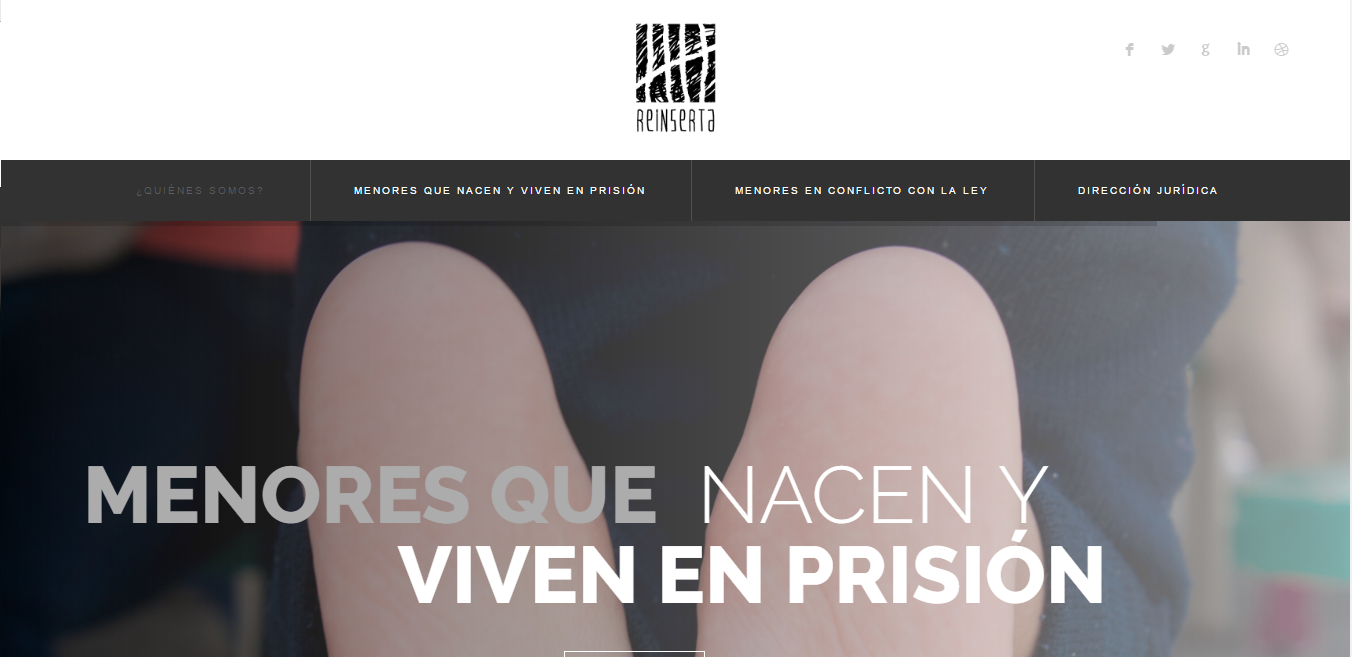 REINSERTA
¿QUIÉNES SOMOS?
MENORES QUE NACEN Y VIVEN EN PRISIÓN
MENORES EN CONFLICTO CON LA LEY
DIRECCIÓN JURÍDICA
MENORES QUE NACEN Y
VIVEN EN PRISIÓN